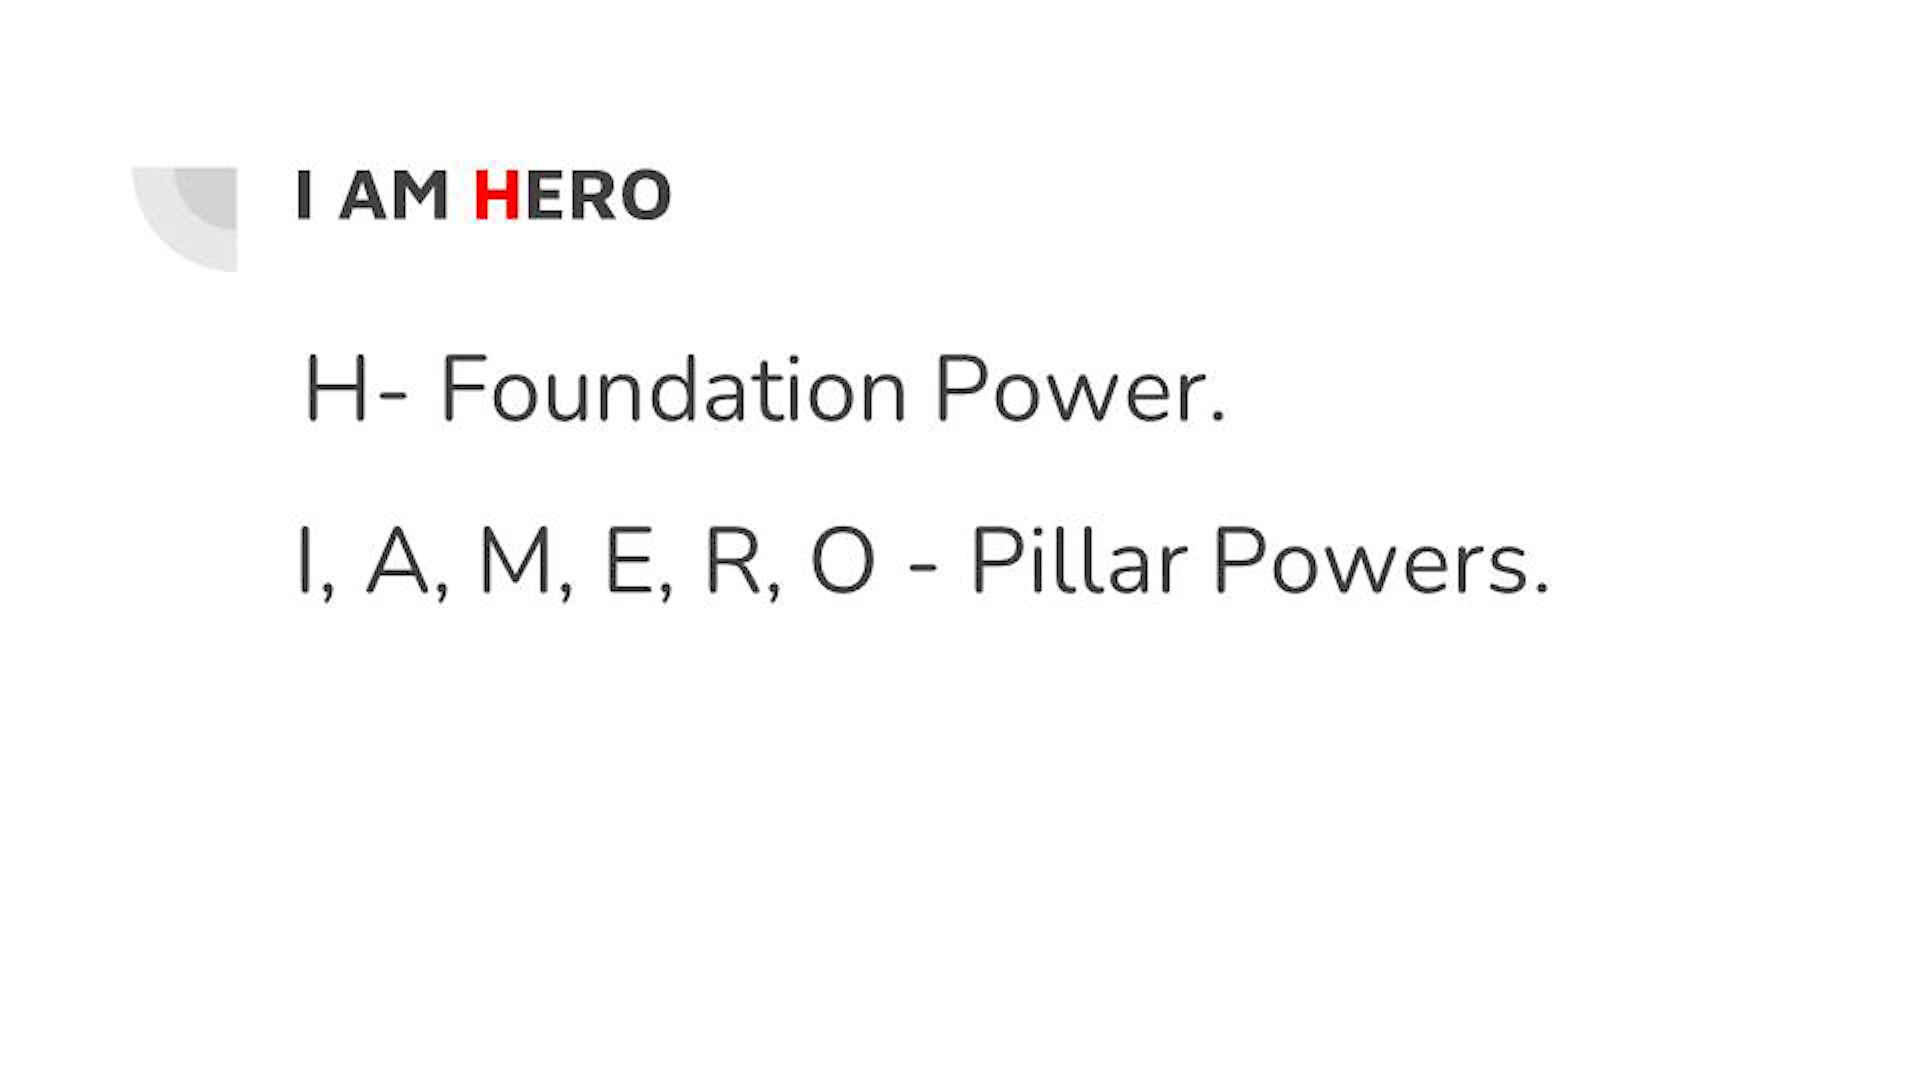 I AM HERO
H- Foundation Power.
I, A, M, E, R, O - Pillar Powers.